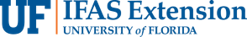 UF IFAS Extension
UNIVERSITY of FLORIDA